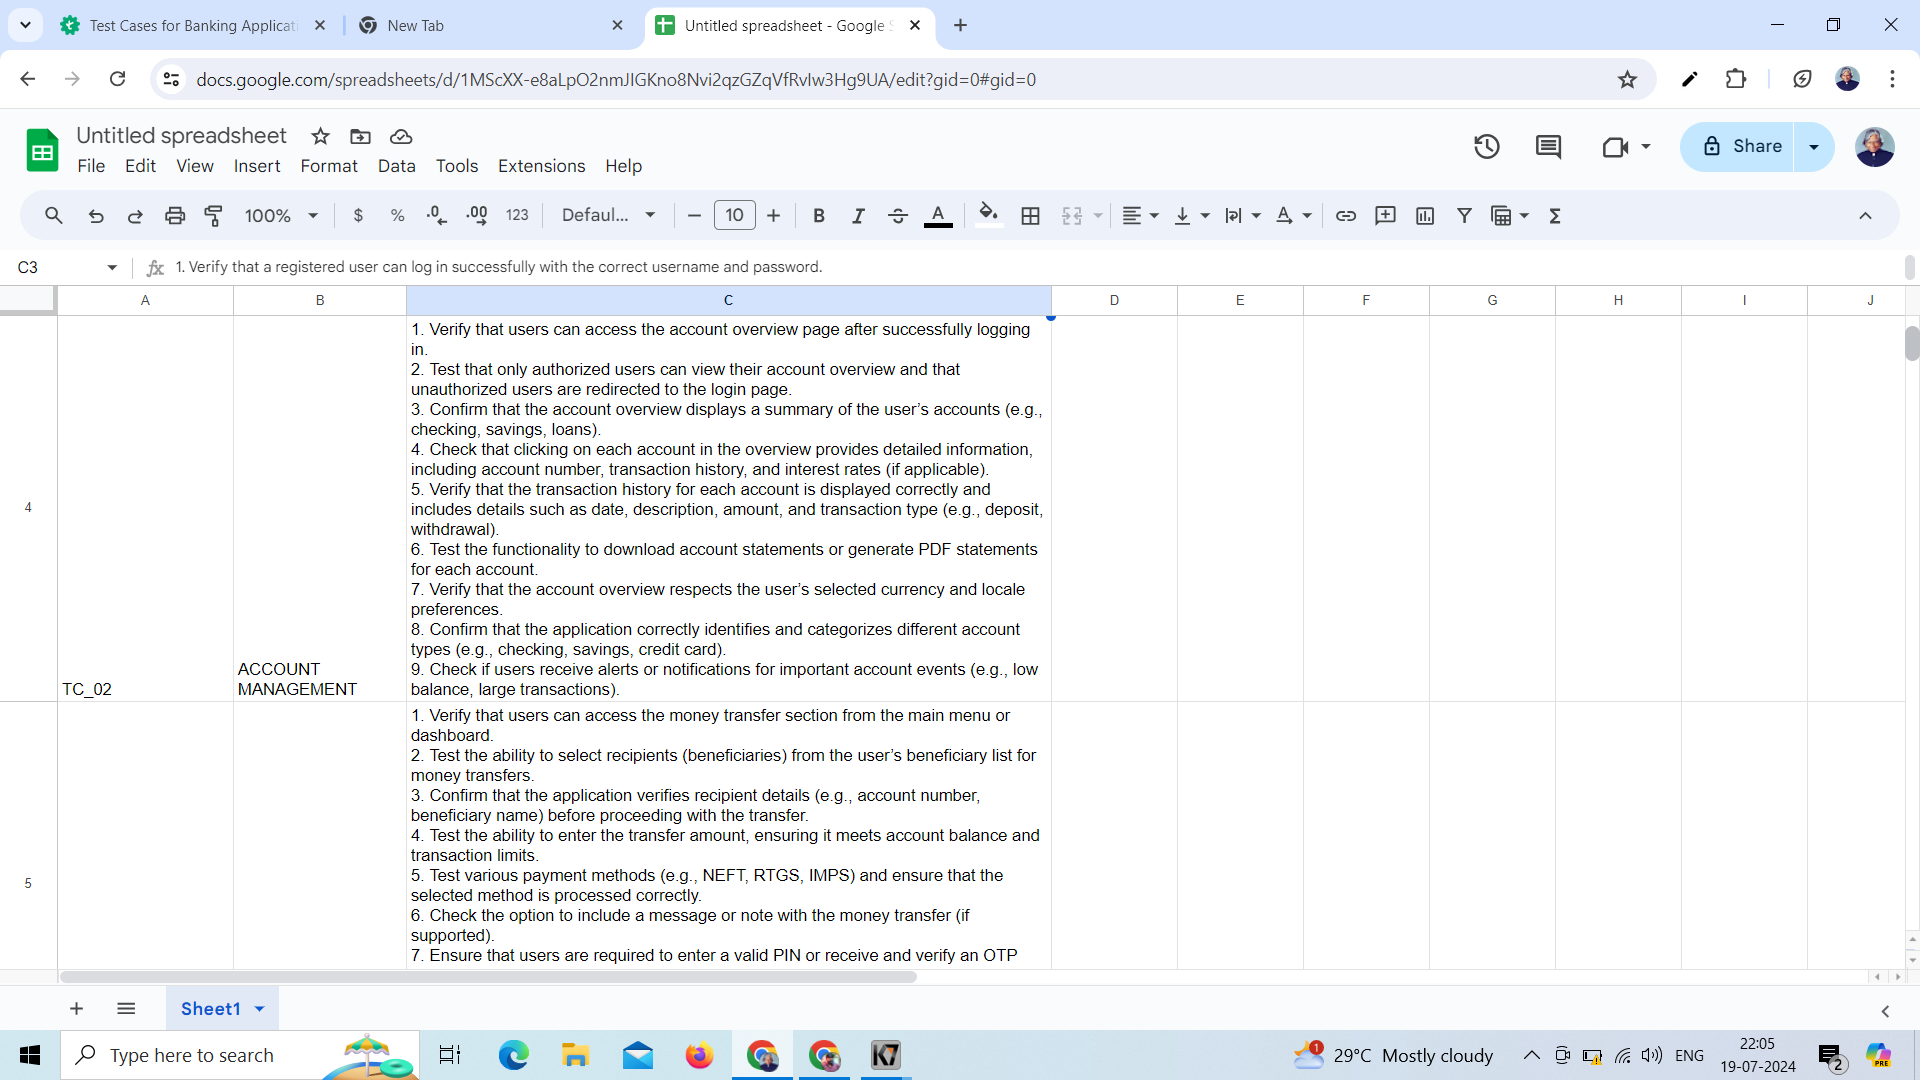 Test Cases for Banking Applicati
New Tab
Untitled spreadsheet - Google S
docs.google.com/spreadsheets/d/1MScXX-e8aLpO2nmJIGKno8Nvi2qzGZqVfRvIw3Hg9UA/edit?gid=0#gid=0
Untitled spreadsheet
File Edit View Insert Format Data Tools Extensions Help
Share
100% $ % .0 .00 123 Defaul... 10 B I S A
C3
fx 1. Verify that a registered user can log in successfully with the correct username and password.
A B C D E F G H I J
1. Verify that users can access the account overview page after successfully logging
in.
2. Test that only authorized users can view their account overview and that
unauthorized users are redirected to the login page.
3. Confirm that the account overview displays a summary of the user’s accounts (e.g.,
checking, savings, loans).
4. Check that clicking on each account in the overview provides detailed information,
including account number, transaction history, and interest rates (if applicable).
5. Verify that the transaction history for each account is displayed correctly and
includes details such as date, description, amount, and transaction type (e.g., deposit,
withdrawal).
6. Test the functionality to download account statements or generate PDF statements
for each account.
7. Verify that the account overview respects the user’s selected currency and locale
preferences.
8. Confirm that the application correctly identifies and categorizes different account
types (e.g., checking, savings, credit card).
9. Check if users receive alerts or notifications for important account events (e.g., low
balance, large transactions).
4
TC_02
ACCOUNT
MANAGEMENT
1. Verify that users can access the money transfer section from the main menu or
dashboard.
2. Test the ability to select recipients (beneficiaries) from the user’s beneficiary list for
money transfers.
3. Confirm that the application verifies recipient details (e.g., account number,
beneficiary name) before proceeding with the transfer.
4. Test the ability to enter the transfer amount, ensuring it meets account balance and
transaction limits.
5. Test various payment methods (e.g., NEFT, RTGS, IMPS) and ensure that the
selected method is processed correctly.
6. Check the option to include a message or note with the money transfer (if
supported).
7. Ensure that users are required to enter a valid PIN or receive and verify an OTP
5
Sheet1
Type here to search
K7
1
29°C Mostly cloudy
ENG
22:05
19-07-2024
2
PRE